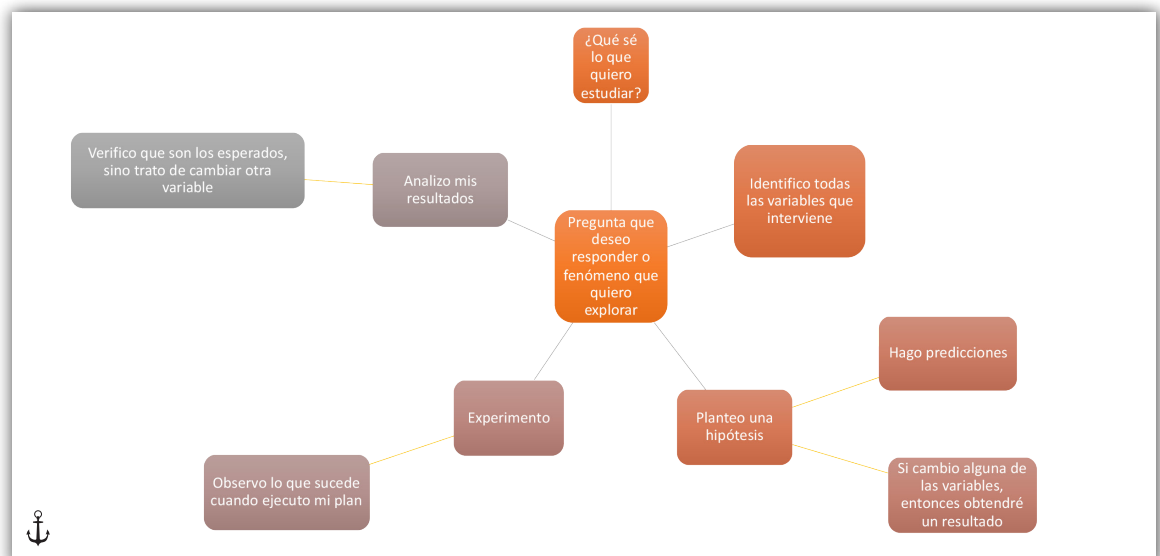 ¿Qué sé
lo que
quiero
estudiar?
Identifico todas
las variables que
interviene
Pregunta que
deseo
responder o
fenómeno que
quiero
explorar
Planteo una
hipótesis
Hago predicciones
Si cambio alguna de
las variables,
entonces obtendré
un resultado
Experimento
Observo lo que sucede
cuando ejecuto mi plan
Analizo mis
resultados
Verifico que son los esperados,
sino trato de cambiar otra
variable